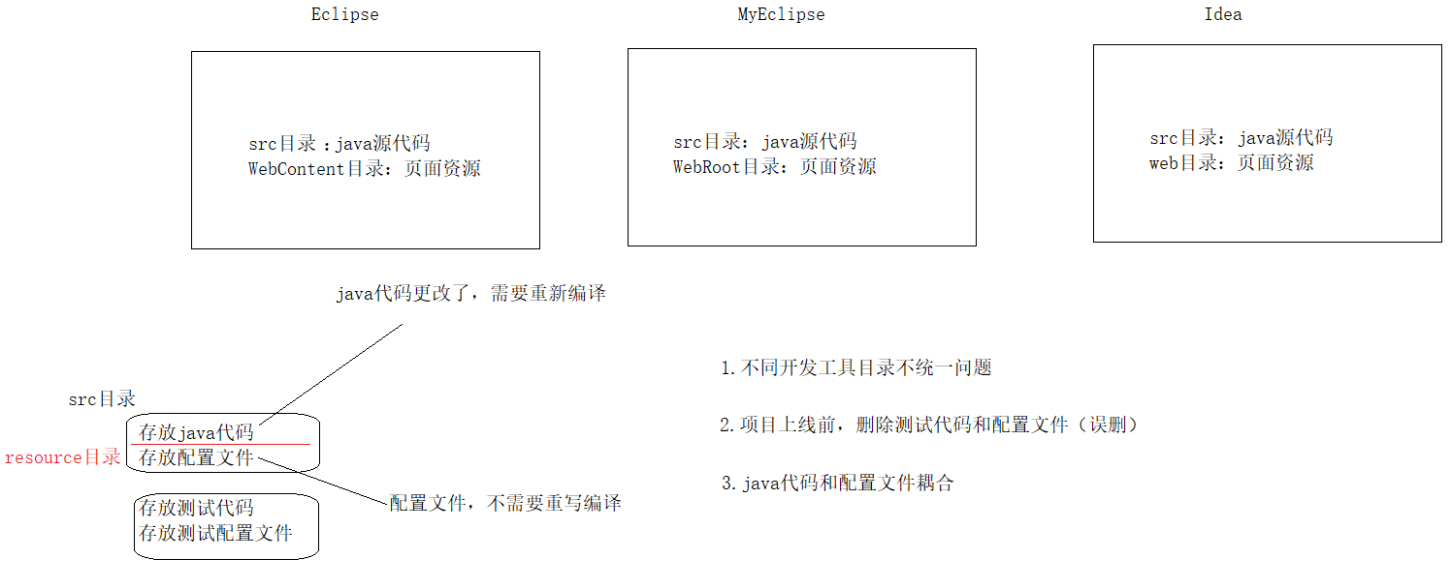 Eclipse
MyEclipse
Idea
src目录：java源代码
WebContent目录：页面资源
src目录：java源代码
WebRoot目录：页面资源
src目录：java源代码
web目录：页面资源
java代码更改了，需要重新编译
1.不同开发工具目录不统一问题
src目录
2.项目上线前，删除测试代码和配置文件（误删）
存放java代码
resource目录
存放配置文件
3.java代码和配置文件耦合
配置文件，不需要重写编译
存放测试代码
存放测试配置文件